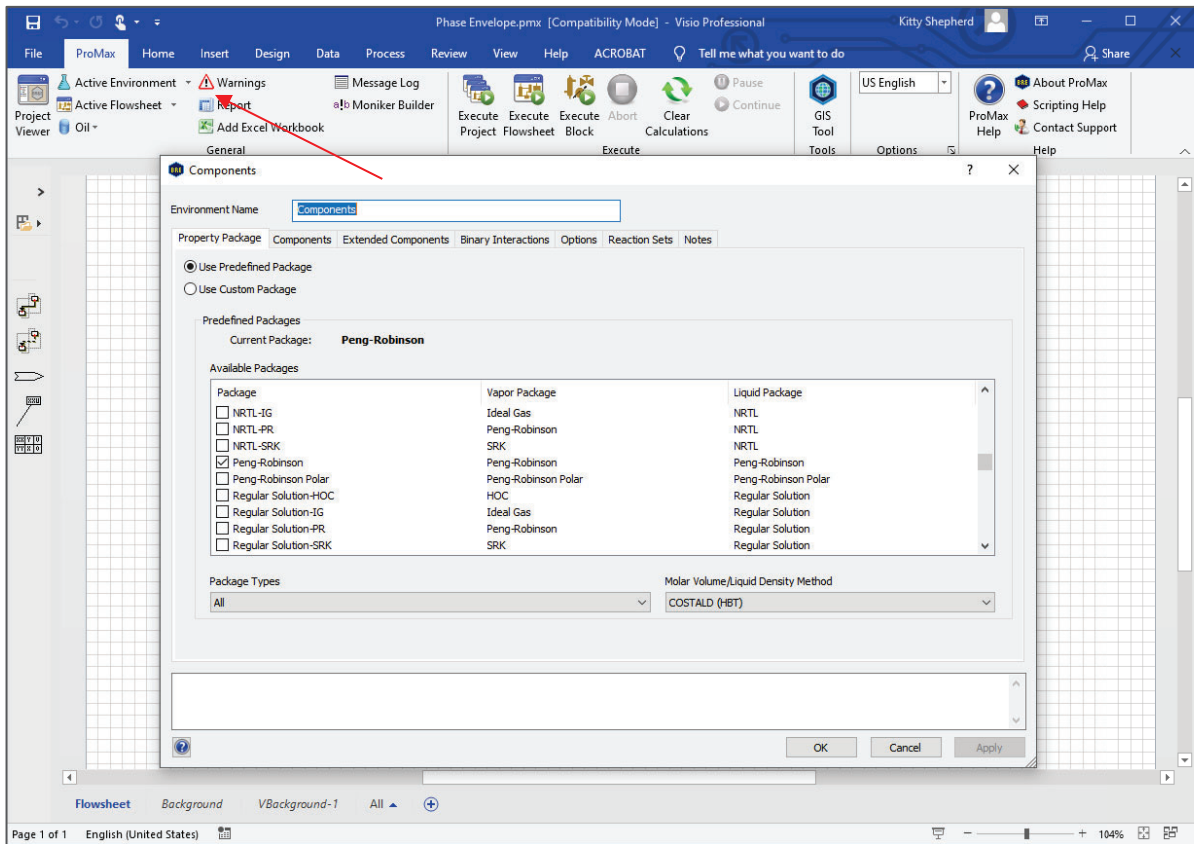 Phase Envelope.pmx [Compatibility Mode] - Visio Professional
Kitty Shepherd
File ProMax Home Insert Design Data Process Review View Help ACROBAT Tell me what you want to do Share
Project Viewer
Active Environment
Active Flowsheet
Oil
Warnings
Report
Add Excel Workbook
Message Log
a!b Moniker Builder
General
Execute Project
Execute Flowsheet
Execute Block
Abort
Clear Calculations
Pause
Continue
Execute
GIS Tool
Tools
US English
Options
ProMax Help
About ProMax
Scripting Help
Contact Support
Help
BRE Components ?
Environment Name Components
Property Package Components Extended Components Binary Interactions Options Reaction Sets Notes
Use Predefined Package
Use Custom Package
Predefined Packages
Current Package: Peng-Robinson
Available Packages
Package Vapor Package Liquid Package
NRTL-IG Ideal Gas NRTL
NRTL-PR Peng-Robinson NRTL
NRTL-SRK SRK NRTL
Peng-Robinson Peng-Robinson Peng-Robinson
Peng-Robinson Polar Peng-Robinson Polar Peng-Robinson Polar
Regular Solution-HOC HOC Regular Solution
Regular Solution-IG Ideal Gas Regular Solution
Regular Solution-PR Peng-Robinson Regular Solution
Regular Solution-SRK SRK Regular Solution
Package Types Molar Volume/Liquid Density Method
All COSTALD (HBT)
OK Cancel Apply
Flowsheet Background VBackground-1 All
Page 1 of 1 English (United States) 104%